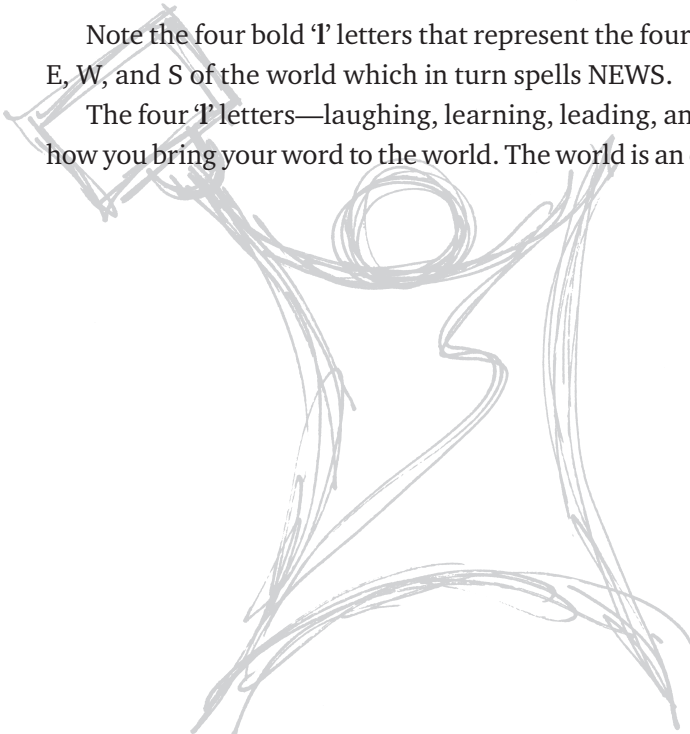 Note the four bold ‘l’ letters that represent the four
E, W, and S of the world which in turn spells NEWS.
The four ‘l’ letters—laughing, learning, leading, an
how you bring your word to the world. The world is an